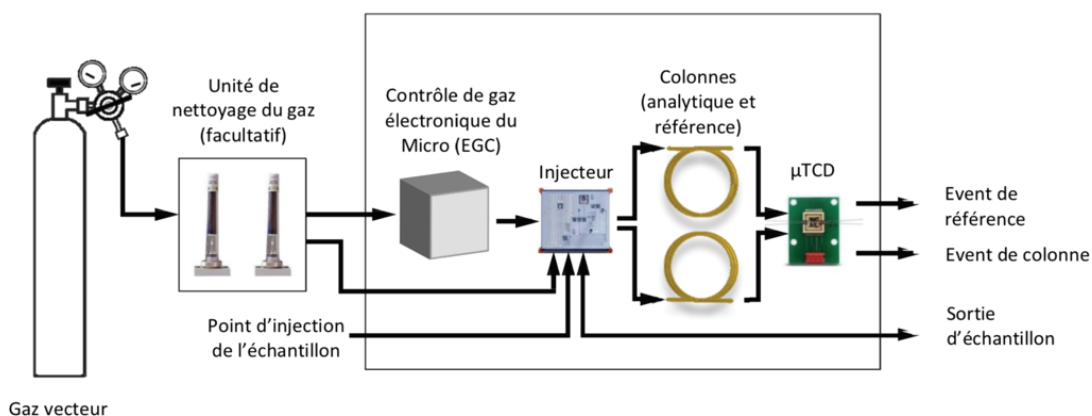 Unité de
nettoyage du gaz
(facultatif)
Contrôle de gaz
électronique du
Micro (EGC)
Colonnes
(analytique et
référence)
Injecteur
µTCD
Event de
référence
Event de colonne
Point d’injection
de l’échantillon
Sortie
d’échantillon
Gaz vecteur